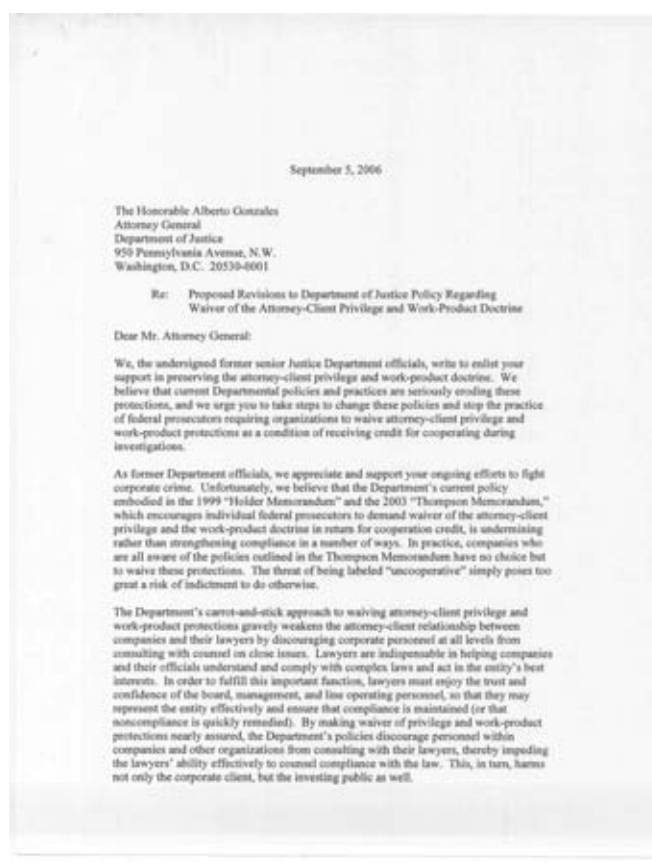 September 5, 2006
The Honorable Alberto Gonzales
Attorney General
Department of Justice
950 Pennsylvania Avenue, N.W.
Washington, D.C. 20530-0001
Re: Proposed Revisions to Department of Justice Policy Regarding
Waiver of the Attorney-Client Privilege and Work-Product Doctrine
Dear Mr. Attorney General:
We, the undersigned former senior Justice Department officials, write to enlist your
support in preserving the attorney-client privilege and work-product doctrine. We
believe that current Departmental policies and practices are seriously eroding these
protections, and we urge you to take steps to change these policies and stop the practice
of federal prosecutors requiring organizations to waive attorney-client privilege and
work-product protections as a condition of receiving credit for cooperating during
investigations.
As former Department officials, we appreciate and support your ongoing efforts to fight
corporate crime. Unfortunately, we believe that the Department's current policy
embodied in the 1999 "Holder Memorandum" and the 2003 "Thompson Memorandum,"
which encourages individual federal prosecutors to demand waiver of the attorney-client
privilege and the work-product doctrine in return for cooperation credit, is undermining
rather than strengthening compliance in a number of ways. In practice, companies who
are all aware of the policies outlined in the Thompson Memorandum have no choice but
to waive these protections. The threat of being labeled "uncooperative" simply poses too
great a risk of indictment to do otherwise.
The Department's carrot-and-stick approach to waiving attorney-client privilege and
work-product protections gravely weakens the attorney-client relationship between
companies and their lawyers by discouraging corporate personnel at all levels from
consulting with counsel on close issues. Lawyers are indispensable in helping companies
and their officials understand and comply with complex laws and act in the entity's best
interests. In order to fulfill this important function, lawyers must enjoy the trust and
confidence of the board, management, and line operating personnel, so that they may
represent the entity effectively and ensure that compliance is maintained (or that
noncompliance is quickly remedied). By making waiver of privilege and work-product
protections nearly assured, the Department's policies discourage personnel within
companies and other organizations from consulting with their lawyers, thereby impeding
the lawyers' ability effectively to counsel compliance with the law. This, in turn, harms
not only the corporate client, but the investing public as well.